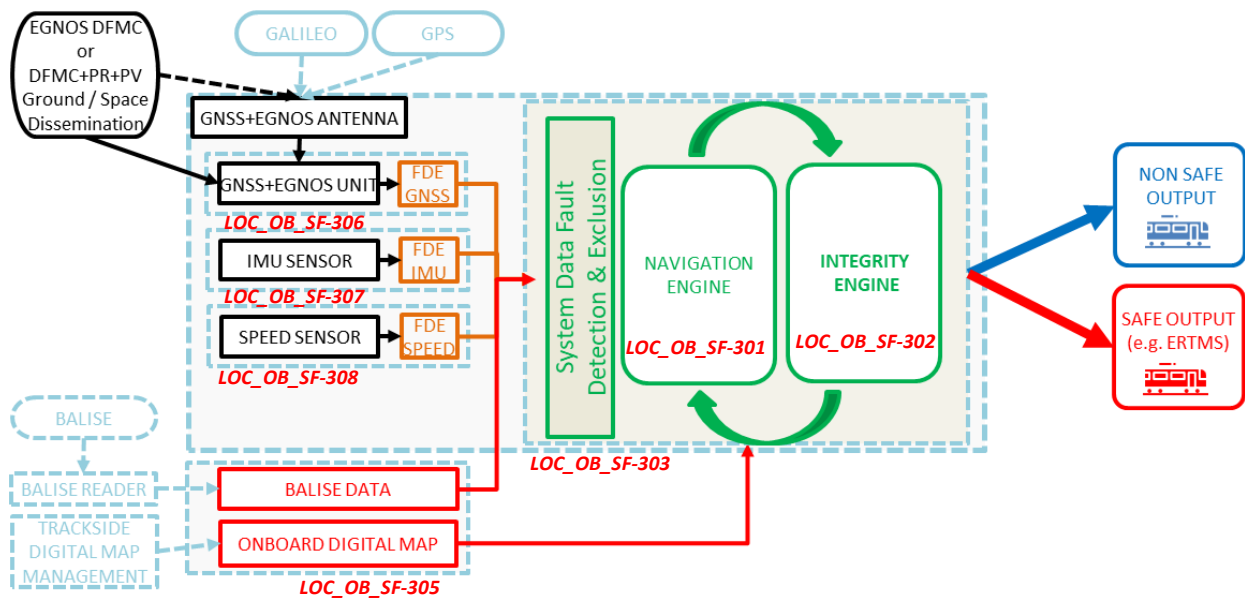 EGNOS DFMC
or
DFMC+PR+PV
Ground / Space
Dissemination
GALILEO
GPS
GNSS+EGNOS ANTENNA
GNSS+EGNOS UNIT
FDE
GNSS
LOC_OB_SF-306
IMU SENSOR
FDE
IMU
LOC_OB_SF-307
SPEED SENSOR
FDE
SPEED
LOC_OB_SF-308
System Data Fault
Detection & Exclusion
NAVIGATION
ENGINE
LOC_OB_SF-301
INTEGRITY
ENGINE
LOC_OB_SF-302
LOC_OB_SF-303
NON SAFE
OUTPUT
SAFE OUTPUT
(e.g. ERTMS)
BALISE
BALISE READER
TRACKSIDE
DIGITAL MAP
MANAGEMENT
BALISE DATA
ONBOARD DIGITAL MAP
LOC_OB_SF-305